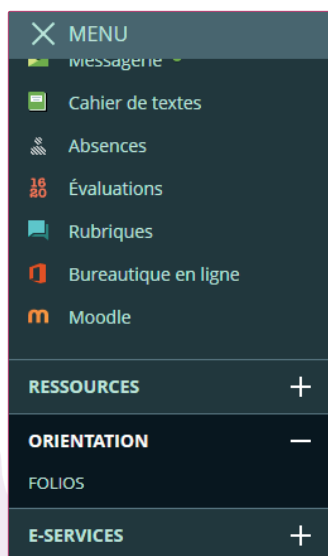 MENU
Messagerie
Cahier de textes
Absences
16
20
Évaluations
Rubriques
Bureautique en ligne
m Moodle
RESSOURCES +
ORIENTATION −
FOLIOS
E-SERVICES +